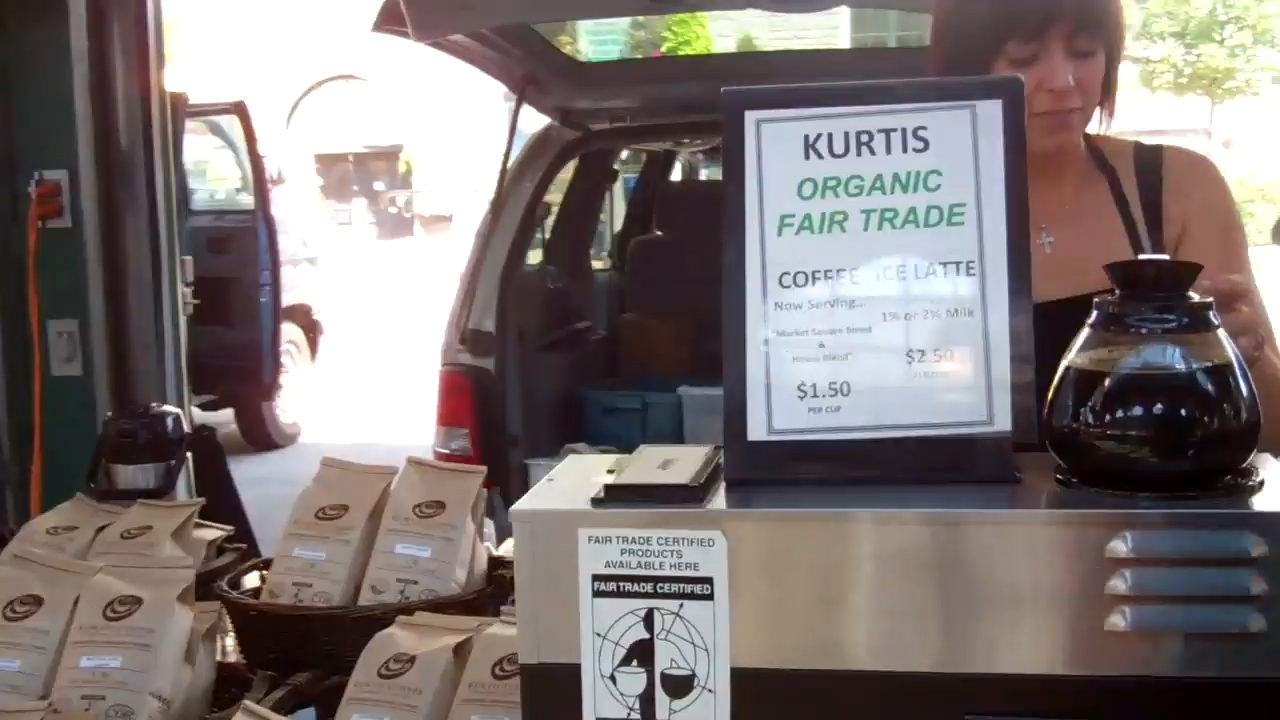 KURTIS
ORGANIC
FAIR TRADE
COFFEE ICE LATTE
Now Serving...
1% or 2% Milk
"Market Square Blend
&
House Blend"
$2.50
$1.50
PER CUP
FAIR TRADE CERTIFIED
PRODUCTS
AVAILABLE HERE
FAIR TRADE CERTIFIED